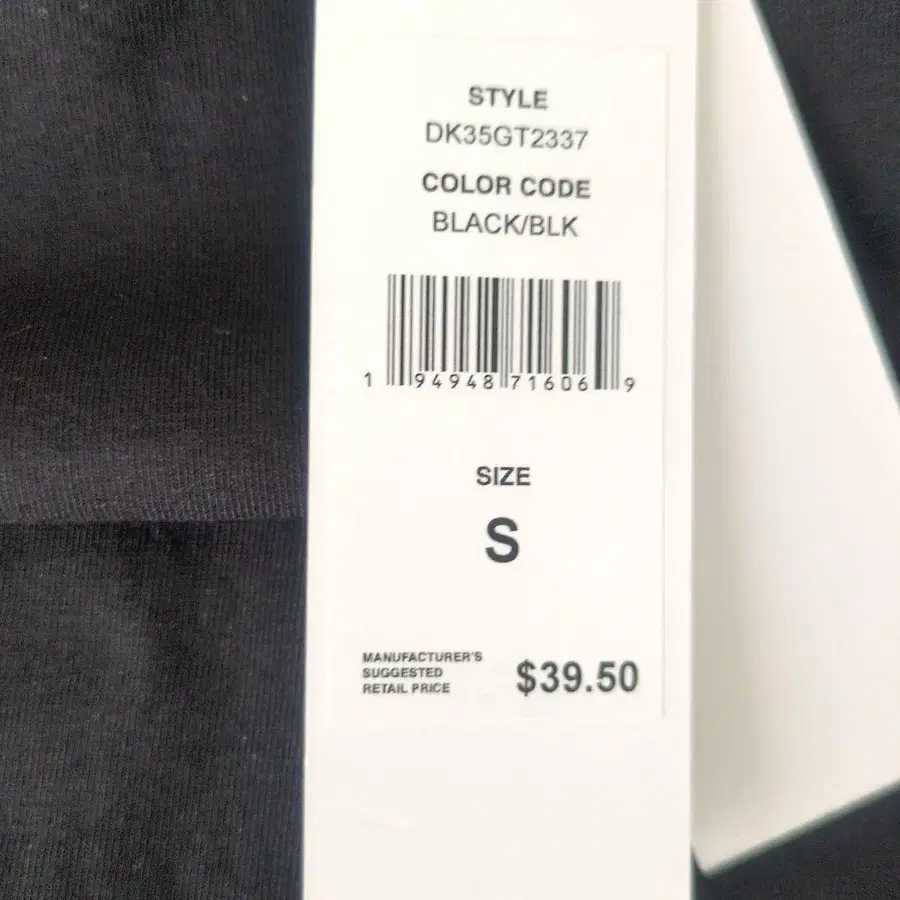 STYLE
DK35GT2337
COLOR CODE
BLACK/BLK
1 94948 71606 9
SIZE
S
MANUFACTURER'S
SUGGESTED
RETAIL PRICE
$39.50